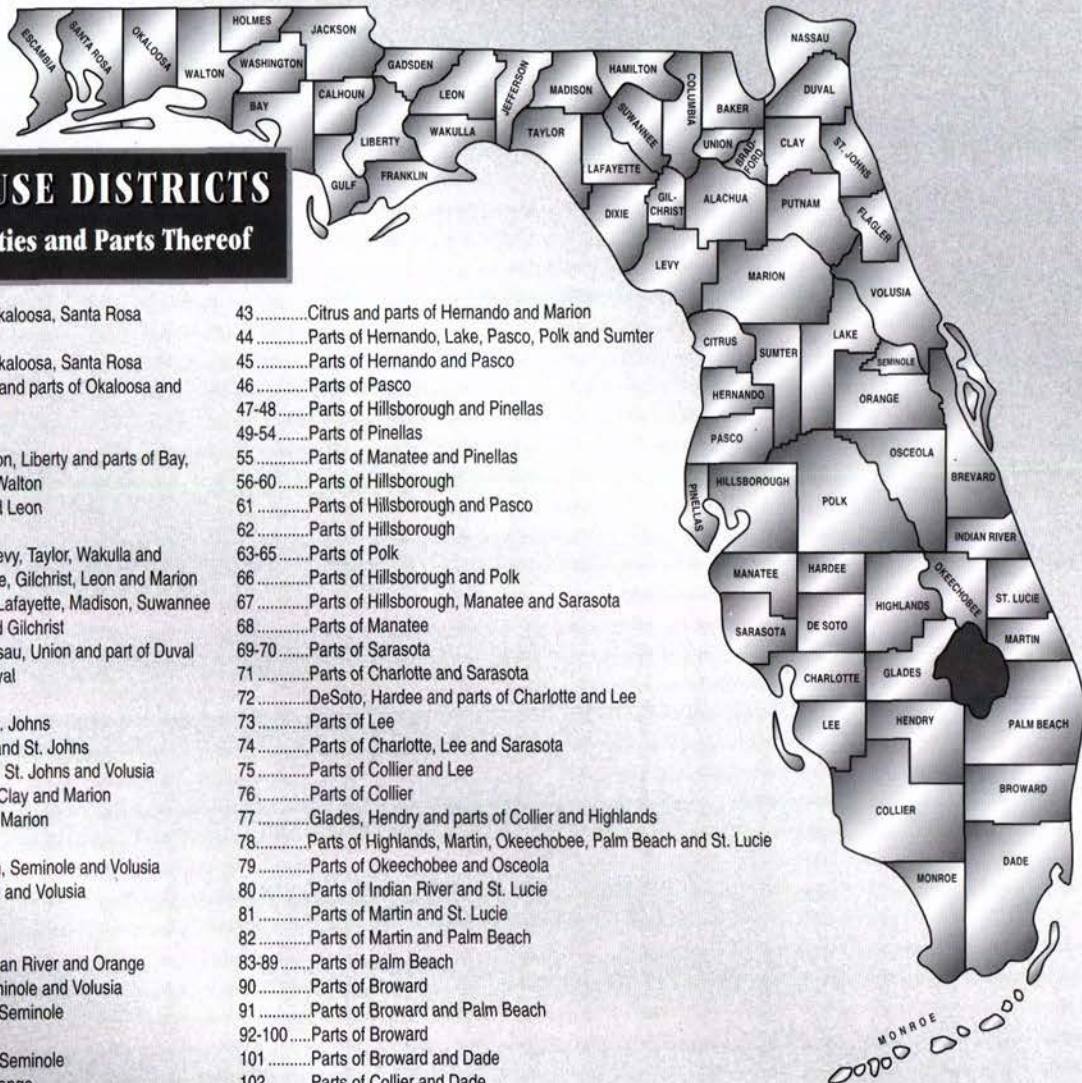 ESCAMBIA
SANTA ROSA
OKALOOSA
WALTON
HOLMES
WASHINGTON
JACKSON
BAY
CALHOUN
GULF
GADSDEN
LIBERTY
FRANKLIN
LEON
WAKULLA
JEFFERSON
MADISON
TAYLOR
HAMILTON
SUWANNEE
LAFAYETTE
DIXIE
COLUMBIA
GIL-
CHRIST
BAKER
UNION
BRAD-
FORD
NASSAU
DUVAL
CLAY
ST. JOHNS
ALACHUA
PUTNAM
FLAGLER
LEVY
MARION
VOLUSIA
CITRUS
SUMTER
LAKE
SEMINOLE
HERNANDO
ORANGE
PASCO
OSCEOLA
BREVARD
PINELLAS
HILLSBOROUGH
POLK
INDIAN RIVER
MANATEE
HARDEE
OKEECHOBEE
ST. LUCIE
HIGHLANDS
SARASOTA
DE SOTO
MARTIN
CHARLOTTE
GLADES
LEE
HENDRY
PALM BEACH
COLLIER
BROWARD
MONROE
DADE
MONROE
USE DISTRICTS
ties and Parts Thereof
kaloosa, Santa Rosa
kaloosa, Santa Rosa
and parts of Okaloosa and
on, Liberty and parts of Bay,
Walton
d Leon
evy, Taylor, Wakulla and
e, Gilchrist, Leon and Marion
Lafayette, Madison, Suwannee
d Gilchrist
sau, Union and part of Duval
val
t. Johns
and St. Johns
, St. Johns and Volusia
Clay and Marion
Marion
, Seminole and Volusia
and Volusia
an River and Orange
minole and Volusia
Seminole
Seminole
43 ............Citrus and parts of Hernando and Marion
44 ............Parts of Hernando, Lake, Pasco, Polk and Sumter
45 ............Parts of Hernando and Pasco
46 ............Parts of Pasco
47-48 .......Parts of Hillsborough and Pinellas
49-54 .......Parts of Pinellas
55 ............Parts of Manatee and Pinellas
56-60 .......Parts of Hillsborough
61 ............Parts of Hillsborough and Pasco
62 ............Parts of Hillsborough
63-65 .......Parts of Polk
66 ............Parts of Hillsborough and Polk
67 ............Parts of Hillsborough, Manatee and Sarasota
68 ............Parts of Manatee
69-70 .......Parts of Sarasota
71 ............Parts of Charlotte and Sarasota
72 ............DeSoto, Hardee and parts of Charlotte and Lee
73 ............Parts of Lee
74 ............Parts of Charlotte, Lee and Sarasota
75 ............Parts of Collier and Lee
76 ............Parts of Collier
77 ............Glades, Hendry and parts of Collier and Highlands
78............Parts of Highlands, Martin, Okeechobee, Palm Beach and St. Lucie
79 ............Parts of Okeechobee and Osceola
80 ............Parts of Indian River and St. Lucie
81 ............Parts of Martin and St. Lucie
82 ............Parts of Martin and Palm Beach
83-89 .......Parts of Palm Beach
90 ............Parts of Broward
91 ............Parts of Broward and Palm Beach
92-100 .....Parts of Broward
101 ..........Parts of Broward and Dade
102 ..........Parts of Collier and Dade